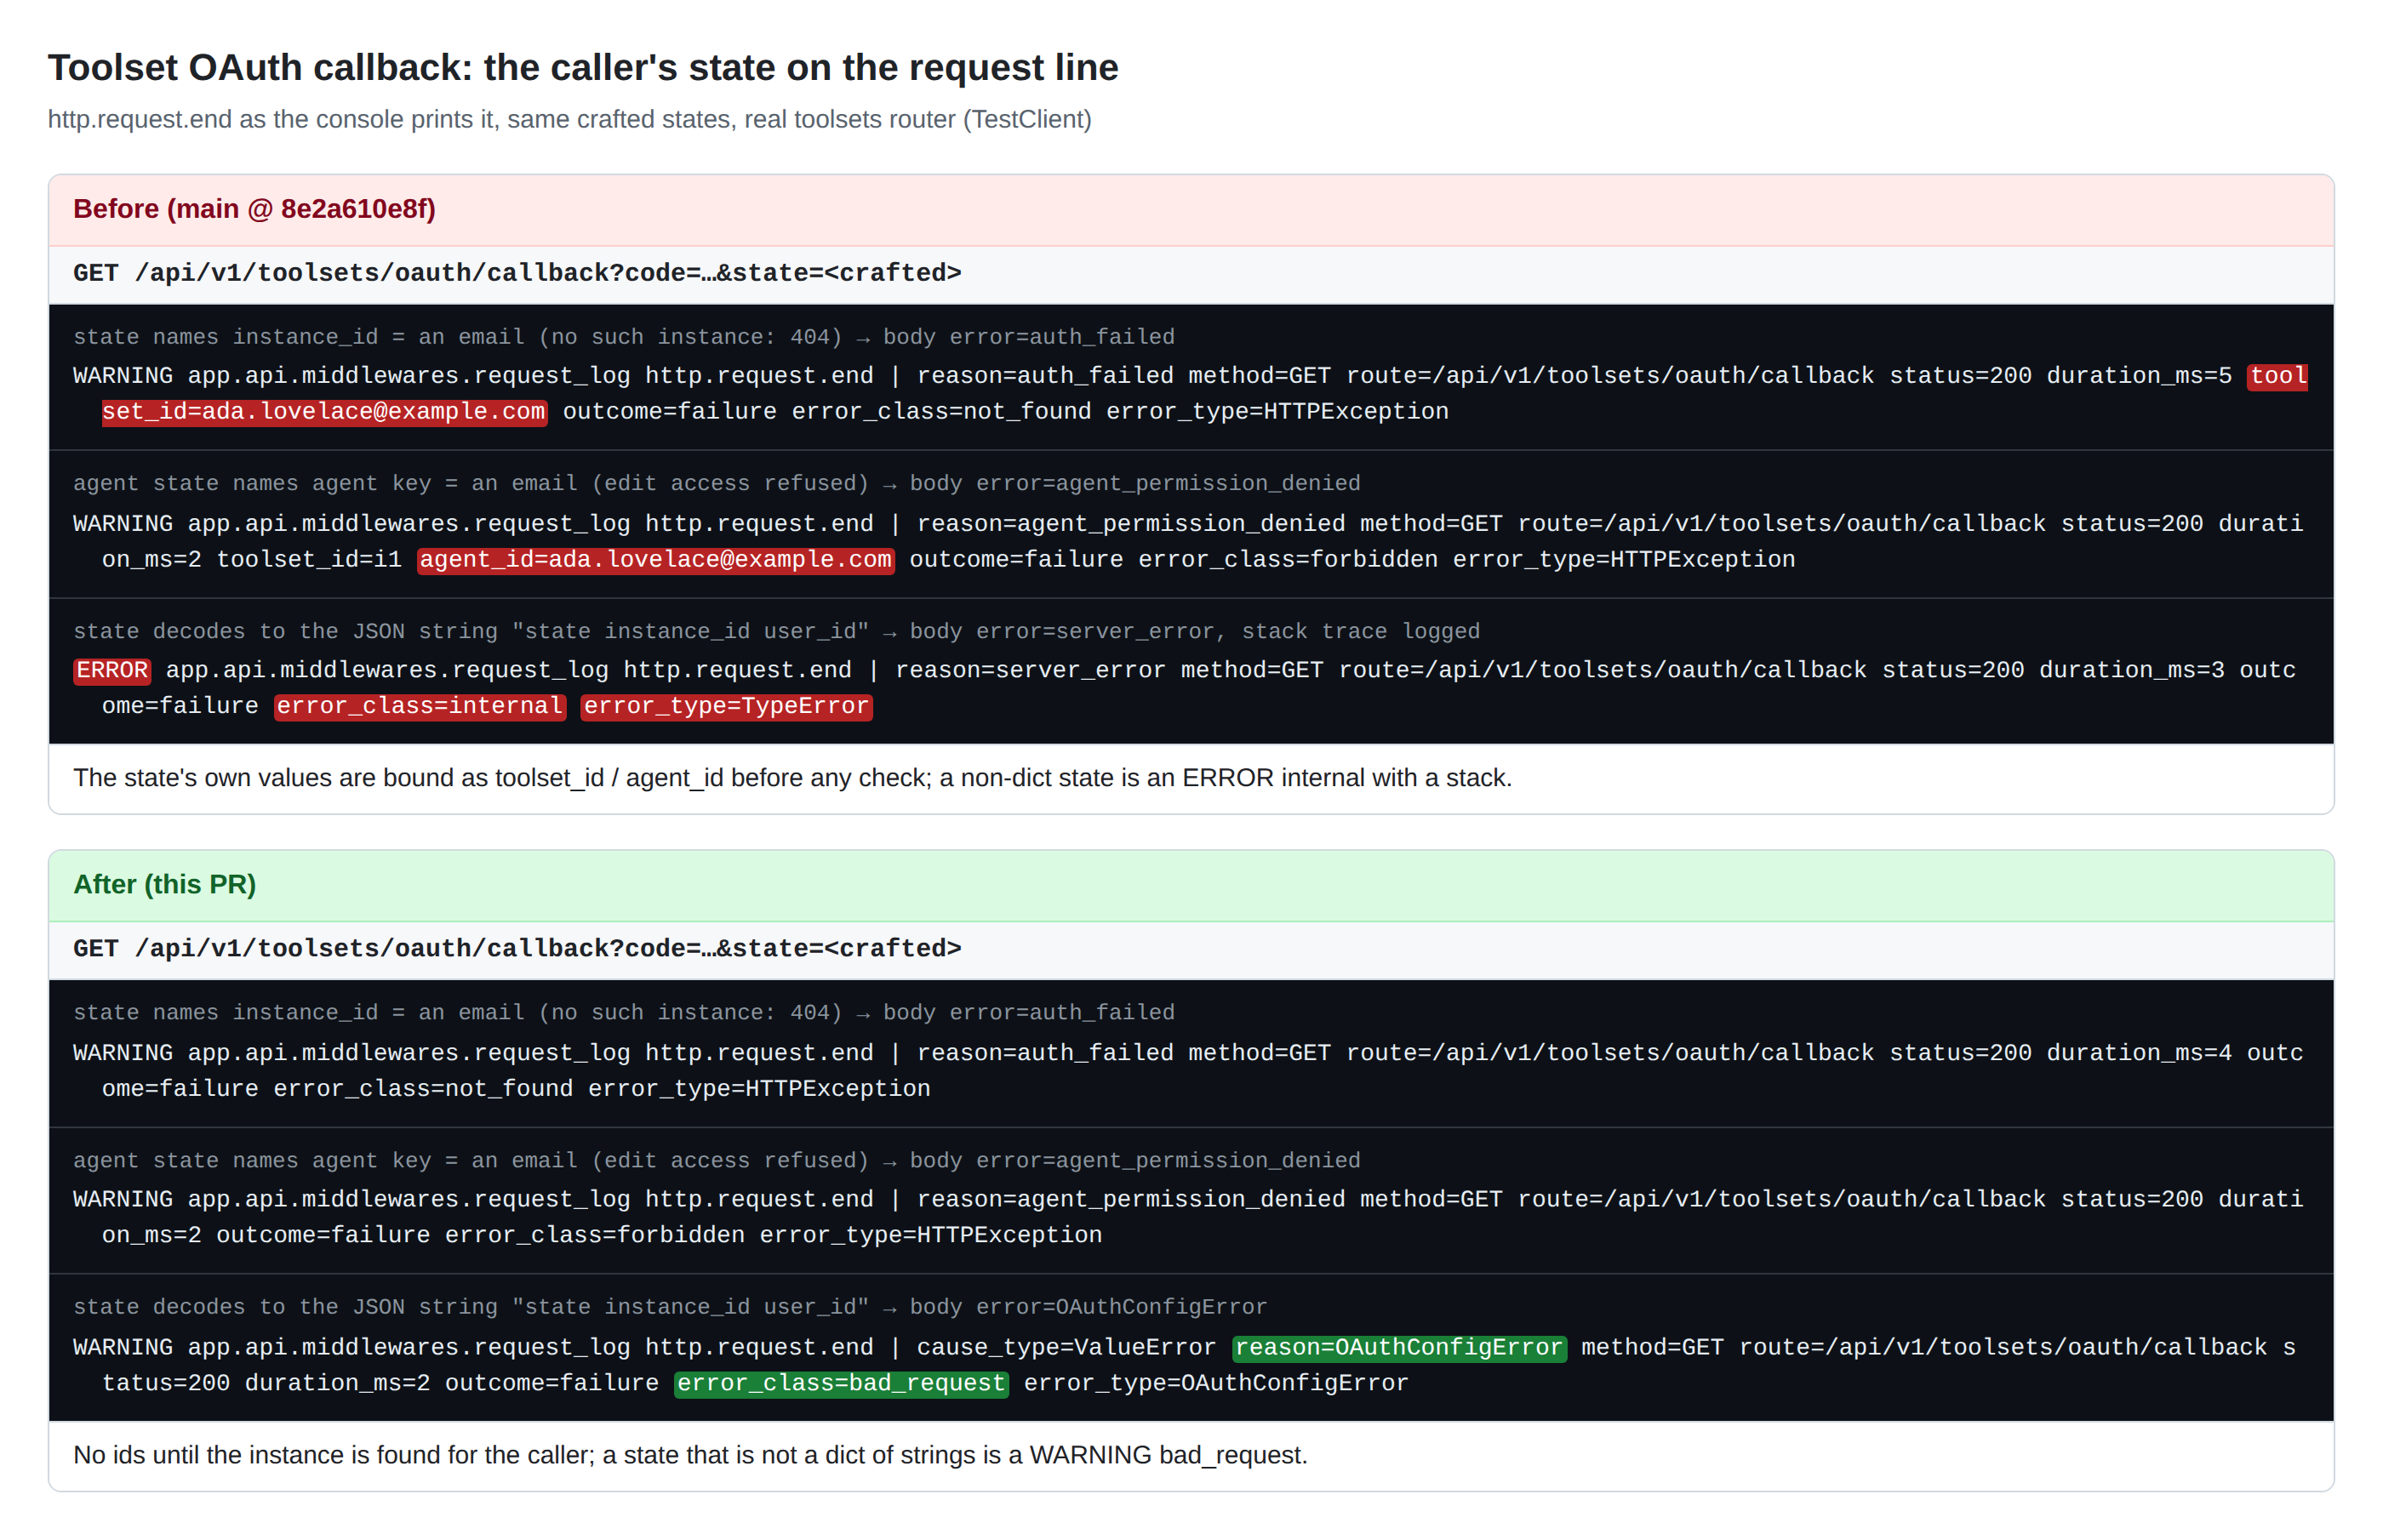 Toolset OAuth callback: the caller's state on the request line
http.request.end as the console prints it, same crafted states, real toolsets router (TestClient)
Before (main @ 8e2a610e8f)
GET /api/v1/toolsets/oauth/callback?code=…&state=<crafted>
state names instance_id = an email (no such instance: 404) → body error=auth_failed
WARNING app.api.middlewares.request_log http.request.end | reason=auth_failed method=GET route=/api/v1/toolsets/oauth/callback status=200 duration_ms=5 tool
set_id=ada.lovelace@example.com outcome=failure error_class=not_found error_type=HTTPException
agent state names agent key = an email (edit access refused) → body error=agent_permission_denied
WARNING app.api.middlewares.request_log http.request.end | reason=agent_permission_denied method=GET route=/api/v1/toolsets/oauth/callback status=200 durati
on_ms=2 toolset_id=i1 agent_id=ada.lovelace@example.com outcome=failure error_class=forbidden error_type=HTTPException
state decodes to the JSON string "state instance_id user_id" → body error=server_error, stack trace logged
ERROR app.api.middlewares.request_log http.request.end | reason=server_error method=GET route=/api/v1/toolsets/oauth/callback status=200 duration_ms=3 outc
ome=failure error_class=internal error_type=TypeError
The state's own values are bound as toolset_id / agent_id before any check; a non-dict state is an ERROR internal with a stack.
After (this PR)
GET /api/v1/toolsets/oauth/callback?code=…&state=<crafted>
state names instance_id = an email (no such instance: 404) → body error=auth_failed
WARNING app.api.middlewares.request_log http.request.end | reason=auth_failed method=GET route=/api/v1/toolsets/oauth/callback status=200 duration_ms=4 outc
ome=failure error_class=not_found error_type=HTTPException
agent state names agent key = an email (edit access refused) → body error=agent_permission_denied
WARNING app.api.middlewares.request_log http.request.end | reason=agent_permission_denied method=GET route=/api/v1/toolsets/oauth/callback status=200 durati
on_ms=2 outcome=failure error_class=forbidden error_type=HTTPException
state decodes to the JSON string "state instance_id user_id" → body error=OAuthConfigError
WARNING app.api.middlewares.request_log http.request.end | cause_type=ValueError reason=OAuthConfigError method=GET route=/api/v1/toolsets/oauth/callback s
tatus=200 duration_ms=2 outcome=failure error_class=bad_request error_type=OAuthConfigError
No ids until the instance is found for the caller; a state that is not a dict of strings is a WARNING bad_request.